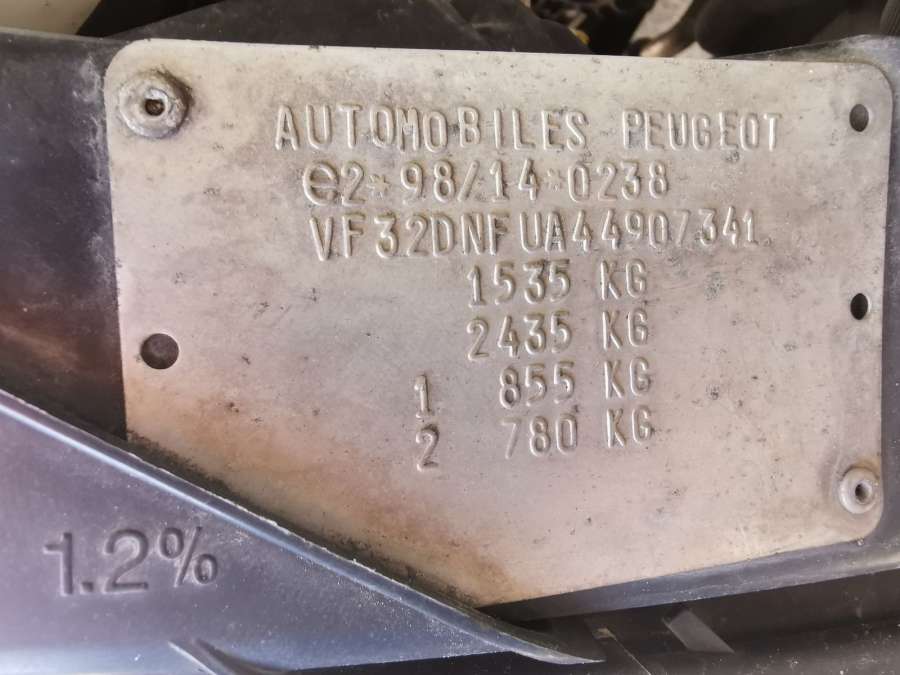 AUTOMOBILES PEUGEOT
e2*98/14*0238
VF32DNFUA44907341
1535 KG
2435 KG
1 855 KG
2 780 KG
1.2%